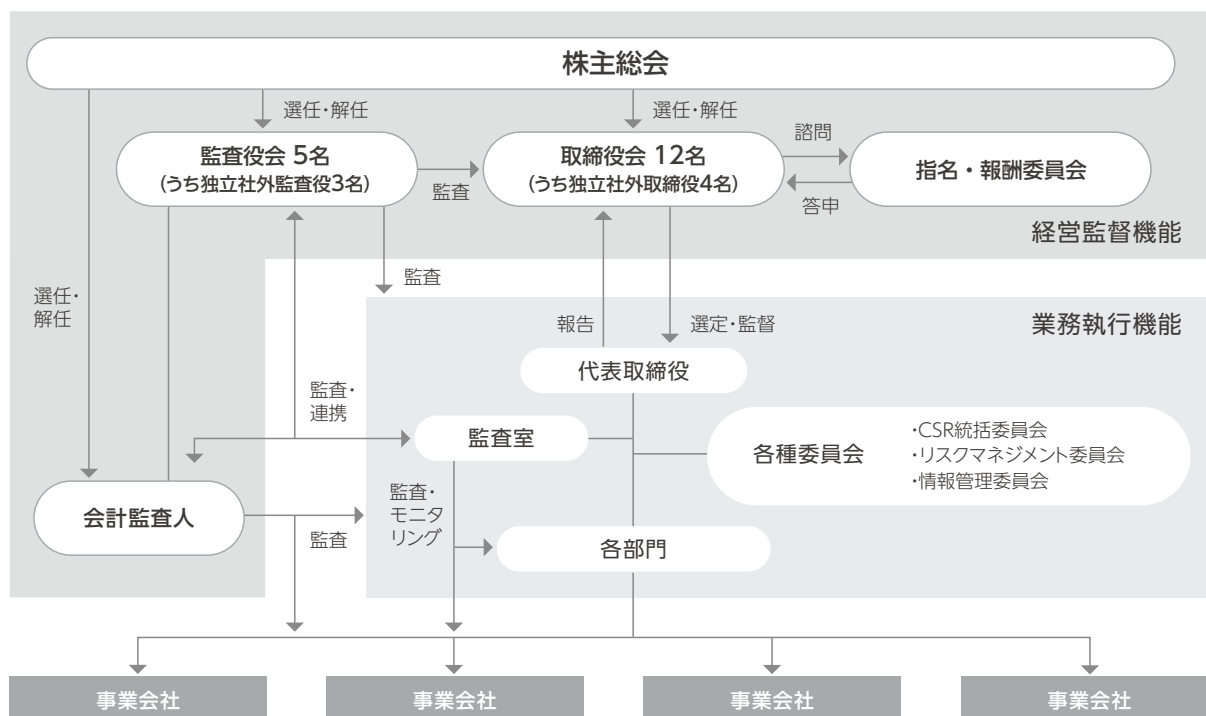 株主総会
選任・解任
選任・解任
諮問
監査役会 5名
(うち独立社外監査役3名)
監査
取締役会 12名
(うち独立社外取締役4名)
答申
指名・報酬委員会
経営監督機能
選任・
解任
監査
報告
選定・監督
業務執行機能
代表取締役
監査・
連携
監査室
各種委員会
・CSR統括委員会
・リスクマネジメント委員会
・情報管理委員会
会計監査人
監査
監査・
モニタ
リング
各部門
事業会社
事業会社
事業会社
事業会社